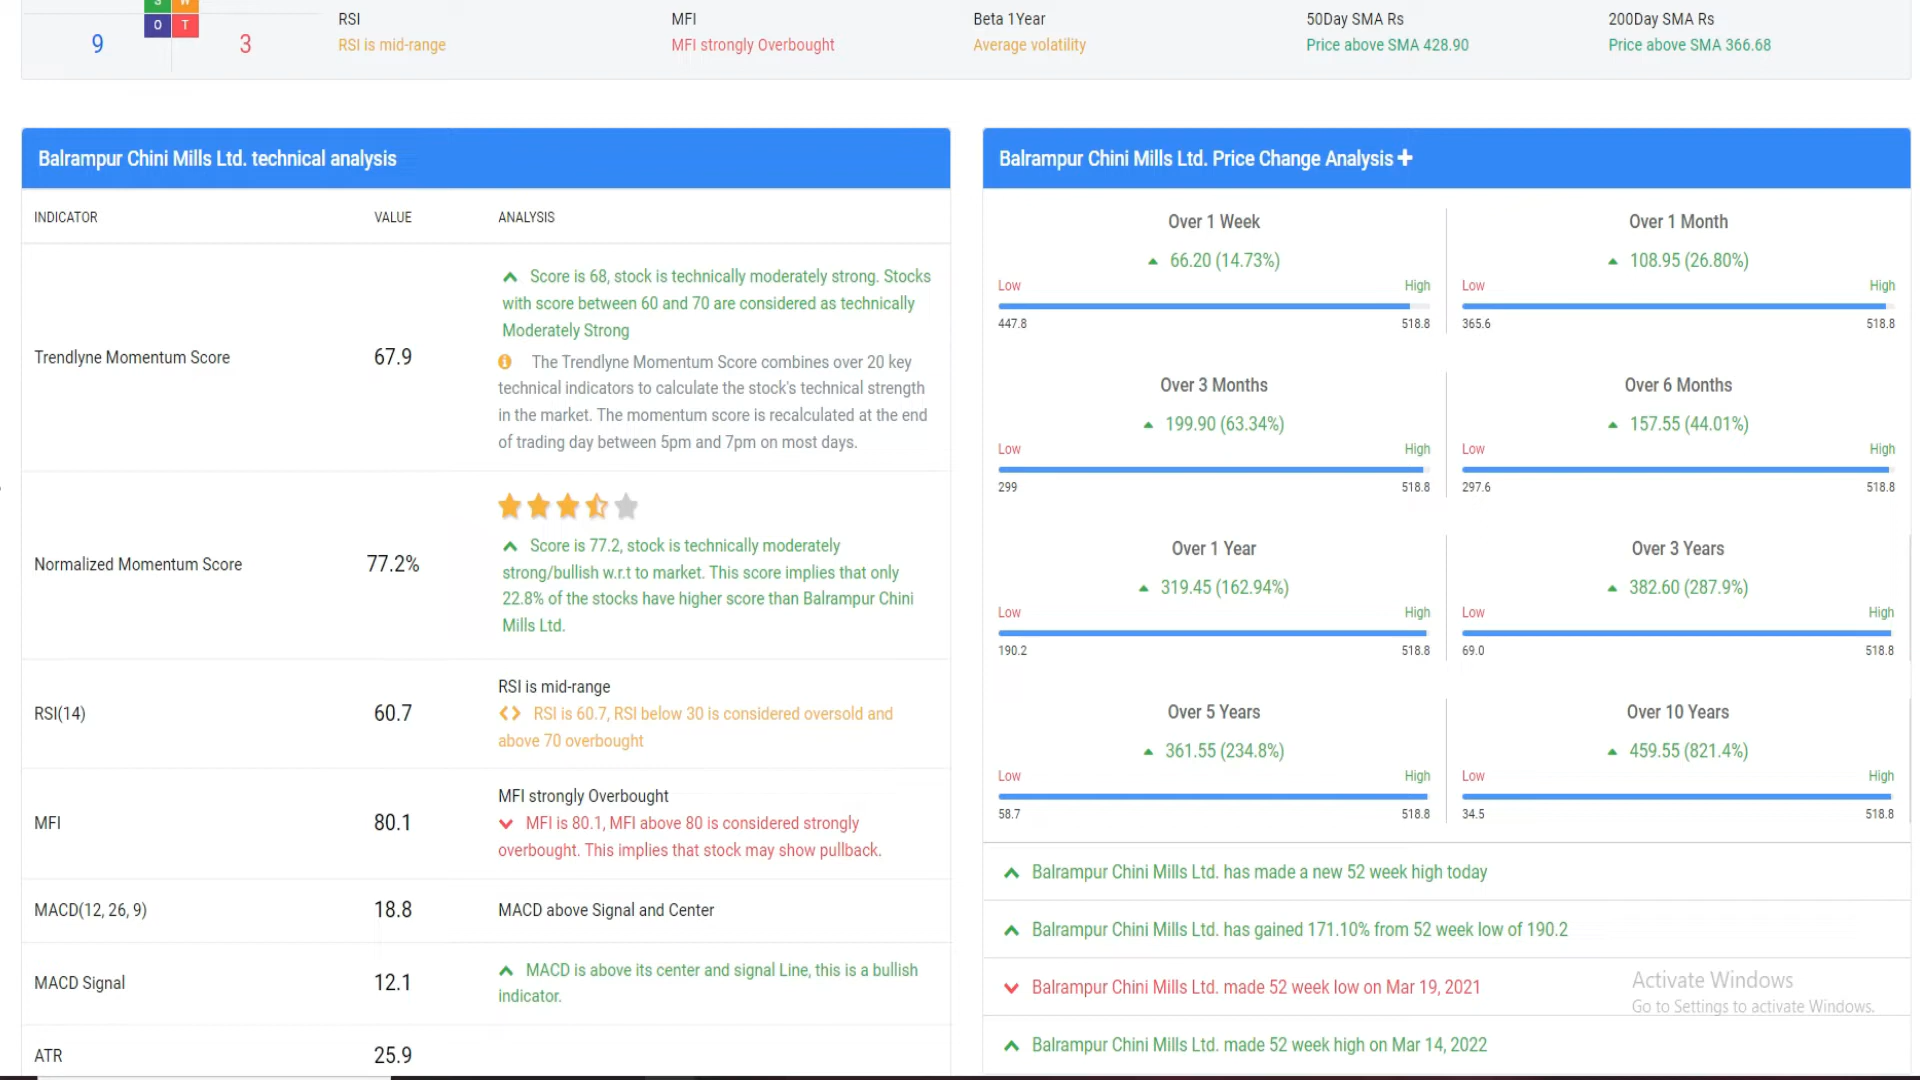 S W
O T
9
3
RSI
RSI is mid-range
MFI
MFI strongly Overbought
Beta 1Year
Average volatility
50Day SMA Rs
Price above SMA 428.90
200Day SMA Rs
Price above SMA 366.68
Balrampur Chini Mills Ltd. technical analysis
INDICATOR VALUE ANALYSIS
Trendlyne Momentum Score
67.9
Score is 68, stock is technically moderately strong. Stocks
with score between 60 and 70 are considered as technically
Moderately Strong
The Trendlyne Momentum Score combines over 20 key
technical indicators to calculate the stock's technical strength
in the market. The momentum score is recalculated at the end
of trading day between 5pm and 7pm on most days.
Normalized Momentum Score
77.2%
Score is 77.2, stock is technically moderately
strong/bullish w.r.t to market. This score implies that only
22.8% of the stocks have higher score than Balrampur Chini
Mills Ltd.
RSI(14)
60.7
RSI is mid-range
RSI is 60.7, RSI below 30 is considered oversold and
above 70 overbought
MFI
80.1
MFI strongly Overbought
MFI is 80.1, MFI above 80 is considered strongly
overbought. This implies that stock may show pullback.
MACD(12, 26, 9)
18.8
MACD above Signal and Center
MACD Signal
12.1
MACD is above its center and signal Line, this is a bullish
indicator.
ATR
25.9
Balrampur Chini Mills Ltd. Price Change Analysis +
Over 1 Week
66.20 (14.73%)
Low High
447.8 518.8
Over 1 Month
108.95 (26.80%)
Low High
365.6 518.8
Over 3 Months
199.90 (63.34%)
Low High
299 518.8
Over 6 Months
157.55 (44.01%)
Low High
297.6 518.8
Over 1 Year
319.45 (162.94%)
Low High
190.2 518.8
Over 3 Years
382.60 (287.9%)
Low High
69.0 518.8
Over 5 Years
361.55 (234.8%)
Low High
58.7 518.8
Over 10 Years
459.55 (821.4%)
Low High
34.5 518.8
Balrampur Chini Mills Ltd. has made a new 52 week high today
Balrampur Chini Mills Ltd. has gained 171.10% from 52 week low of 190.2
Balrampur Chini Mills Ltd. made 52 week low on Mar 19, 2021
Balrampur Chini Mills Ltd. made 52 week high on Mar 14, 2022
Activate Windows
Go to Settings to activate Windows.